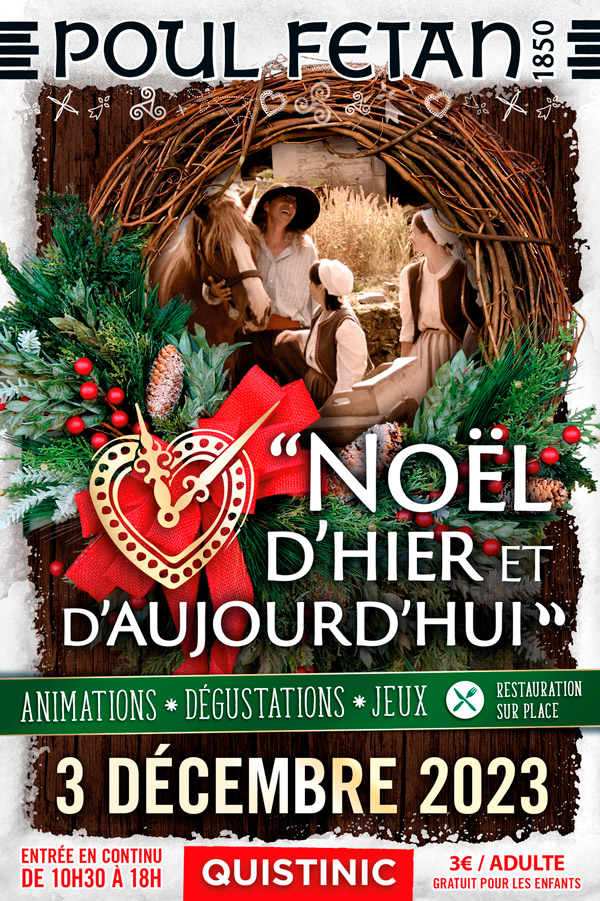 POUL FETAN
1850
“NOËL
D'HIER ET
D'AUJOURD'HUI”
ANIMATIONS * DÉGUSTATIONS * JEUX
RESTAURATION
SUR PLACE
3 DÉCEMBRE 2023
ENTRÉE EN CONTINU
DE 10H30 À 18H
QUISTINIC
3€ / ADULTE
GRATUIT POUR LES ENFANTS